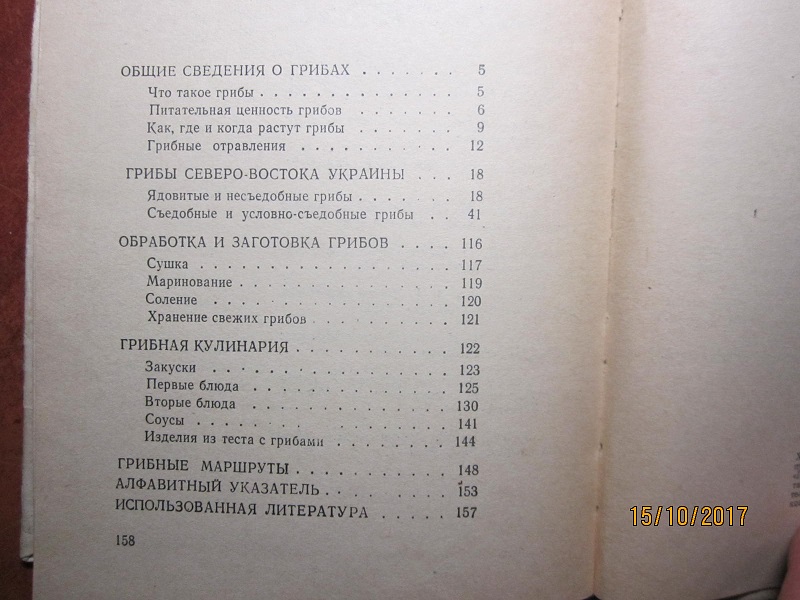 ОБЩИЕ СВЕДЕНИЯ О ГРИБАХ . . . . . . . 5
Что такое грибы . . . . . . . . . . . . 5
Питательная ценность грибов . . . . . . . 6
Как, где и когда растут грибы . . . . . . . 9
Грибные отравления . . . . . . . . . . 12
ГРИБЫ СЕВЕРО-ВОСТОКА УКРАИНЫ . . . 18
Ядовитые и несъедобные грибы . . . . . . . 18
Съедобные и условно-съедобные грибы . . 41
ОБРАБОТКА И ЗАГОТОВКА ГРИБОВ . . . . 116
Сушка . . . . . . . . . . . . . . . 117
Маринование . . . . . . . . . . . . . 119
Соление . . . . . . . . . . . . . . 120
Хранение свежих грибов . . . . . . . . . 121
ГРИБНАЯ КУЛИНАРИЯ . . . . . . . . . . . 122
Закуски . . . . . . . . . . . . . . 123
Первые блюда . . . . . . . . . . . . 125
Вторые блюда . . . . . . . . . . . . 130
Соусы . . . . . . . . . . . . . . . 141
Изделия из теста с грибами . . . . . . . . 144
ГРИБНЫЕ МАРШРУТЫ . . . . . . . . . . . 148
АЛФАВИТНЫЙ УКАЗАТЕЛЬ . . . . . . . . 153
ИСПОЛЬЗОВАННАЯ ЛИТЕРАТУРА . . . . . 157
158
15/10/2017